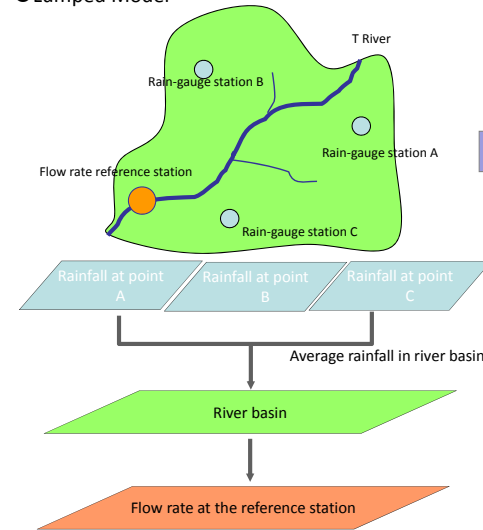 Lumped Model
T River
Rain-gauge station B
Rain-gauge station A
Flow rate reference station
Rain-gauge station C
Rainfall at point
A
Rainfall at point
B
Rainfall at point
C
Average rainfall in river basin
River basin
Flow rate at the reference station